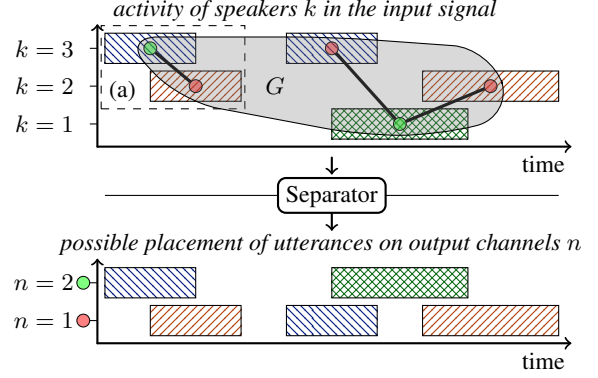 activity of speakers k in the input signal
k = 3
k = 2
(a)
G
k = 1
time
Separator
possible placement of utterances on output channels n
n = 2
n = 1
time